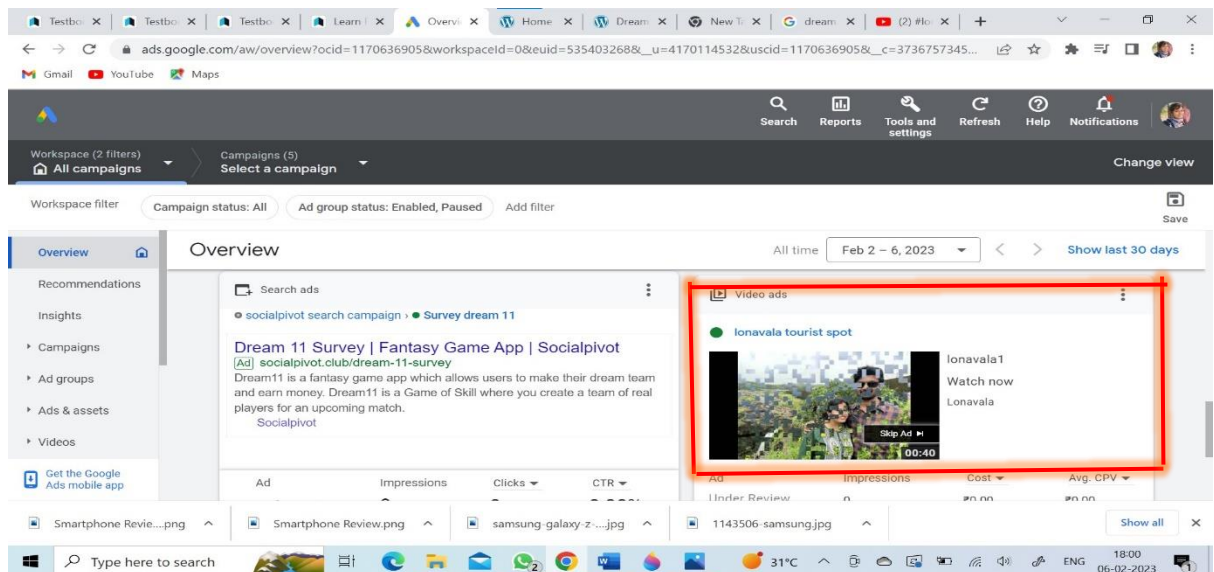 Testbo
Testbo
Testbo
Learn
Overvi
Home
Dream
New T
dream
(2) #lo
ads.google.com/aw/overview?ocid=1170636905&workspaceId=0&euid=535403268&__u=4170114532&uscid=1170636905&__c=3736757345...
Gmail
YouTube
Maps
Search
Reports
Tools and
settings
Refresh
Help
Notifications
Workspace (2 filters)
All campaigns
Campaigns (5)
Select a campaign
Change view
Workspace filter
Campaign status: All
Ad group status: Enabled, Paused
Add filter
Save
Overview
Recommendations
Insights
Campaigns
Ad groups
Ads & assets
Videos
Get the Google
Ads mobile app
Overview
All time
Feb 2 – 6, 2023
Show last 30 days
Search ads
socialpivot search campaign › Survey dream 11
Dream 11 Survey | Fantasy Game App | Socialpivot
Ad socialpivot.club/dream-11-survey
Dream11 is a fantasy game app which allows users to make their dream team
and earn money. Dream11 is a Game of Skill where you create a team of real
players for an upcoming match.
Socialpivot
Ad Impressions Clicks CTR
Video ads
lonavala tourist spot
lonavala1
Watch now
Lonavala
Skip Ad
00:40
Ad Impressions Cost Avg. CPV
Under Review 0 ₹0.00 ₹0.00
Smartphone Revie....png
Smartphone Review.png
samsung-galaxy-z-....jpg
1143506-samsung.jpg
Show all
Type here to search
2
31°C
ENG
18:00
06-02-2023
1